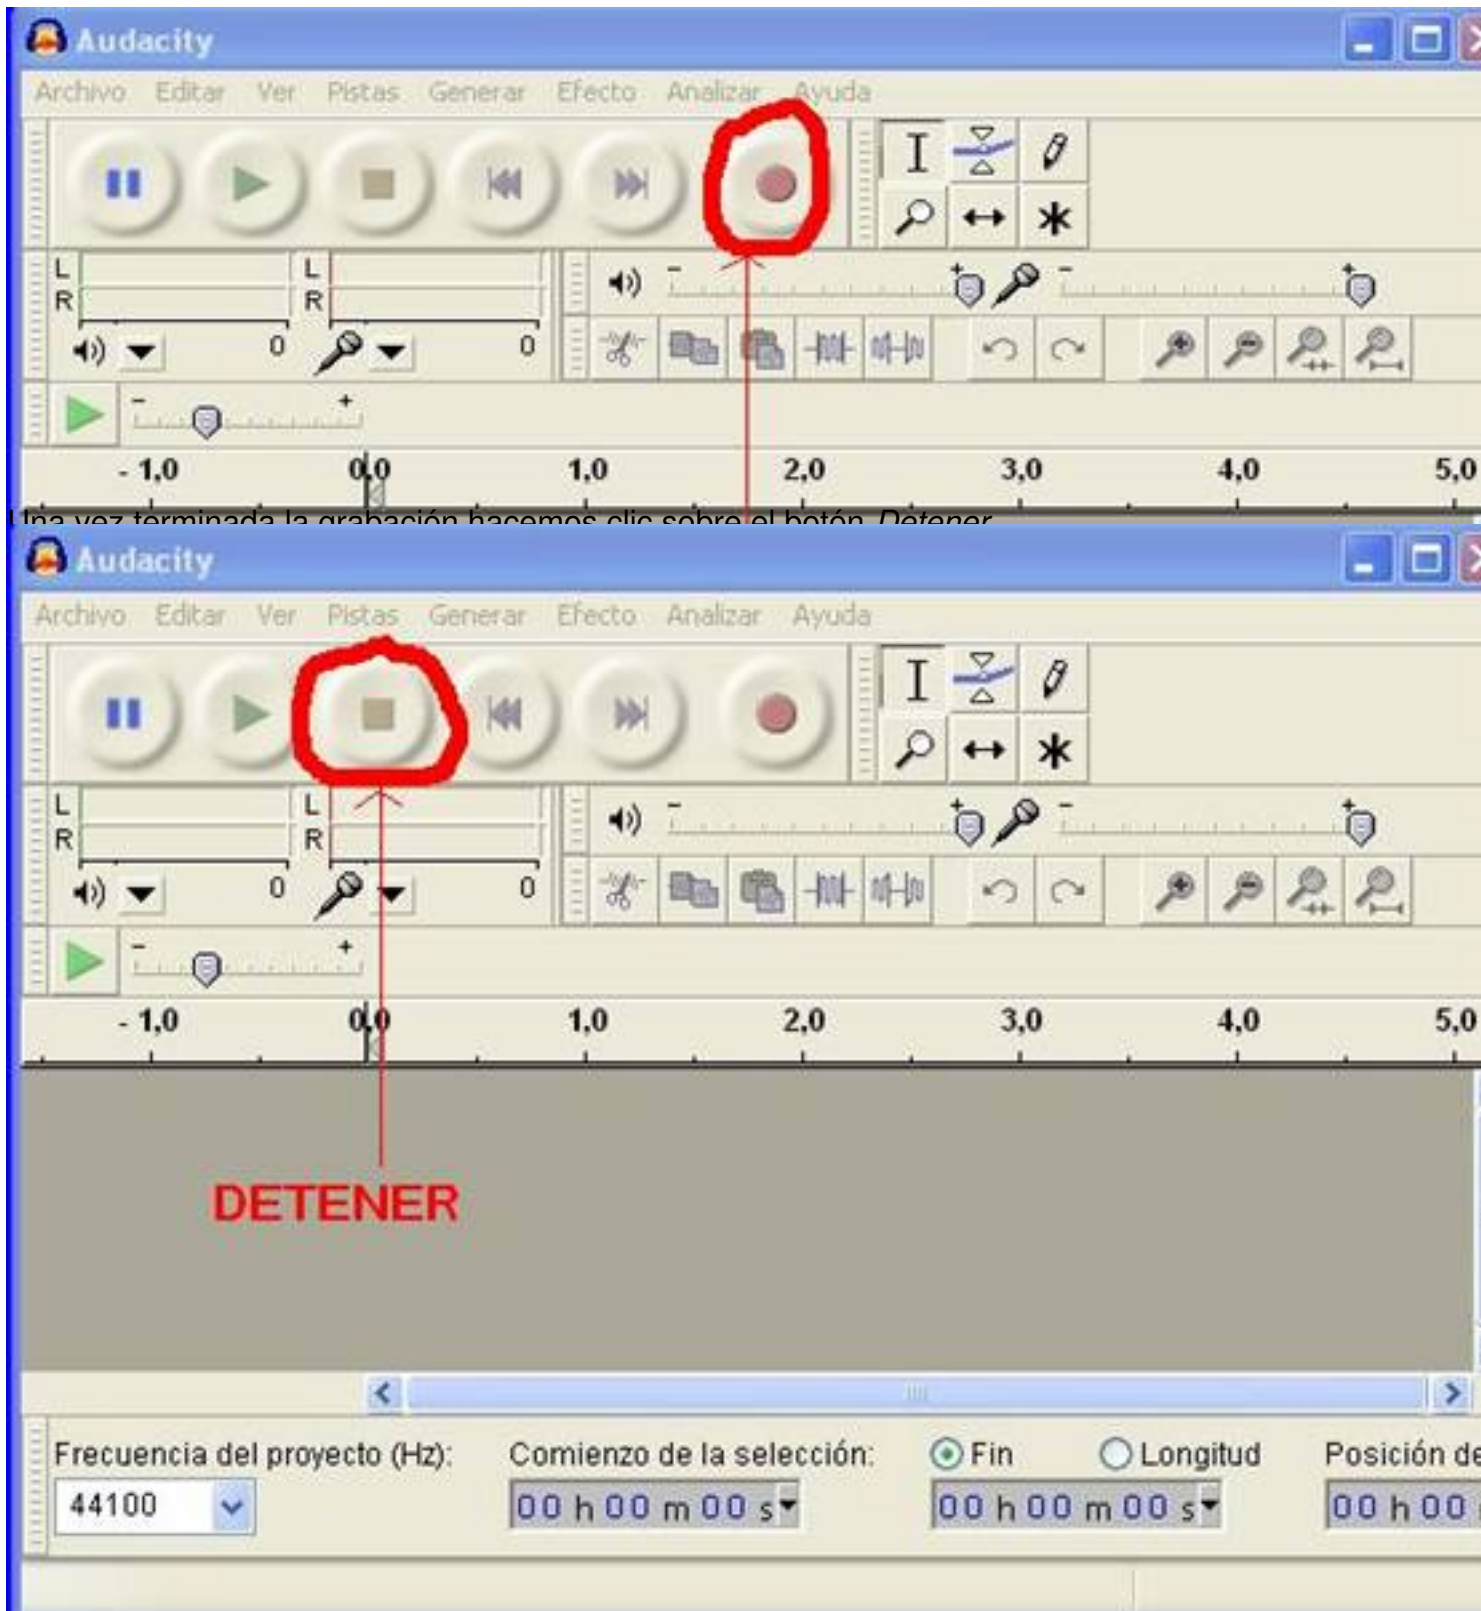 Audacity
Archivo Editar Ver Pistas Generar Efecto Analizar Ayuda
L L
R R
- + - +
0 0
- +
- 1,0 0,0 1,0 2,0 3,0 4,0 5,0
Una vez terminada la grabación hacemos clic sobre el botón Detener
Audacity
Archivo Editar Ver Pistas Generar Efecto Analizar Ayuda
L L
R R
- + - +
0 0
- +
- 1,0 0,0 1,0 2,0 3,0 4,0 5,0
DETENER
Frecuencia del proyecto (Hz): Comienzo de la selección: Fin Longitud Posición de
44100 00 h 00 m 00 s 00 h 00 m 00 s 00 h 00